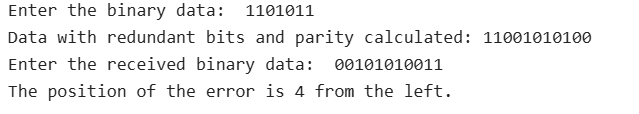 Enter the binary data:  1101011
Data with redundant bits and parity calculated: 11001010100
Enter the received binary data:  00101010011
The position of the error is 4 from the left.